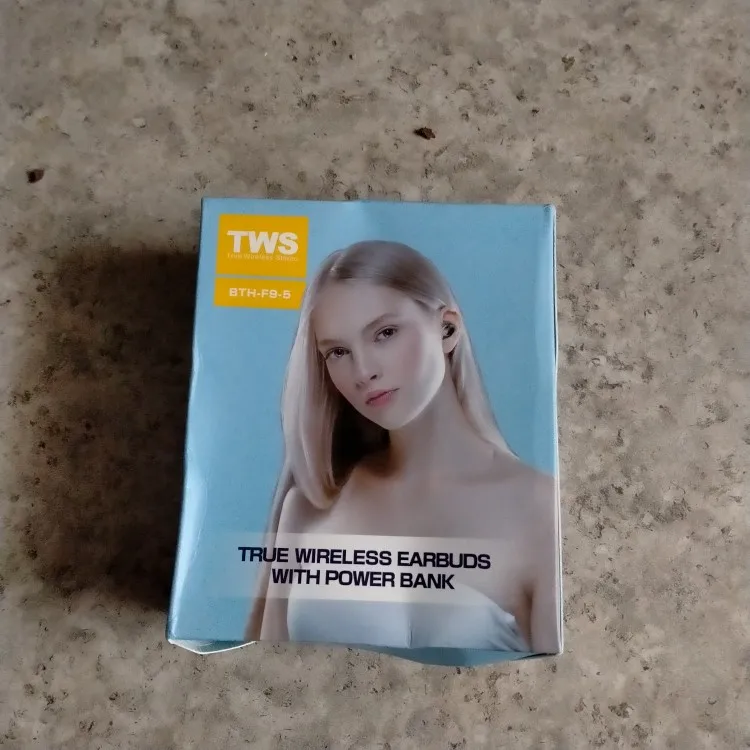 TWS
True Wireless Stereo
BTH-F9-5
TRUE WIRELESS EARBUDS
WITH POWER BANK